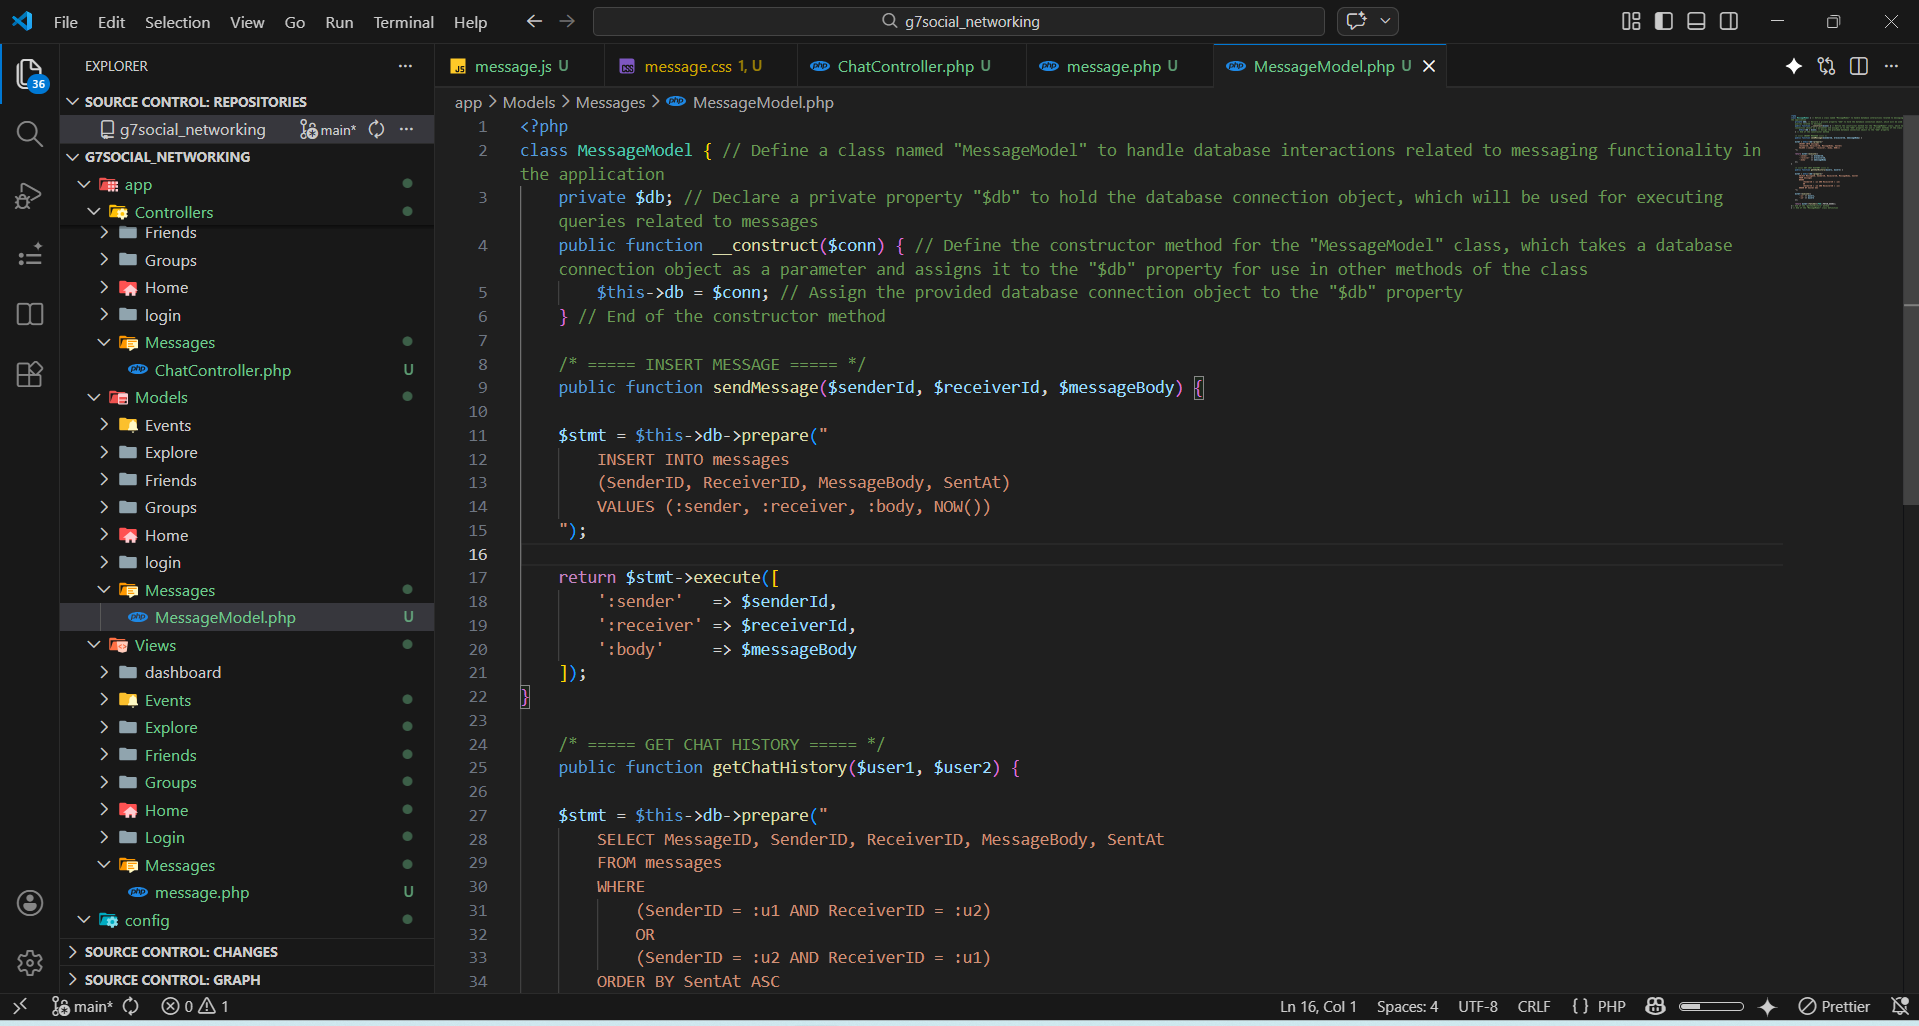 File Edit Selection View Go Run Terminal Help
g7social_networking
EXPLORER
SOURCE CONTROL: REPOSITORIES
g7social_networking main*
G7SOCIAL_NETWORKING
app
Controllers
Friends
Groups
Home
login
Messages
ChatController.php U
Models
Events
Explore
Friends
Groups
Home
login
Messages
MessageModel.php U
Views
dashboard
Events
Explore
Friends
Groups
Home
Login
Messages
message.php U
config
SOURCE CONTROL: CHANGES
SOURCE CONTROL: GRAPH
36
JS message.js U
message.css 1, U
php ChatController.php U
php message.php U
php MessageModel.php U
app > Models > Messages > php MessageModel.php
1 <?php
2 class MessageModel { // Define a class named "MessageModel" to handle database interactions related to messaging functionality in
the application
3 private $db; // Declare a private property "$db" to hold the database connection object, which will be used for executing
queries related to messages
4 public function __construct($conn) { // Define the constructor method for the "MessageModel" class, which takes a database
connection object as a parameter and assigns it to the "$db" property for use in other methods of the class
5 $this->db = $conn; // Assign the provided database connection object to the "$db" property
6 } // End of the constructor method
7
8 /* ===== INSERT MESSAGE ===== */
9 public function sendMessage($senderId, $receiverId, $messageBody) {
10
11 $stmt = $this->db->prepare("
12 INSERT INTO messages
13 (SenderID, ReceiverID, MessageBody, SentAt)
14 VALUES (:sender, :receiver, :body, NOW())
15 ");
16
17 return $stmt->execute([
18 ':sender' => $senderId,
19 ':receiver' => $receiverId,
20 ':body' => $messageBody
21 ]);
22 }
23
24 /* ===== GET CHAT HISTORY ===== */
25 public function getChatHistory($user1, $user2) {
26
27 $stmt = $this->db->prepare("
28 SELECT MessageID, SenderID, ReceiverID, MessageBody, SentAt
29 FROM messages
30 WHERE
31 (SenderID = :u1 AND ReceiverID = :u2)
32 OR
33 (SenderID = :u2 AND ReceiverID = :u1)
34 ORDER BY SentAt ASC
main* 0 1 Ln 16, Col 1 Spaces: 4 UTF-8 CRLF { } PHP Prettier